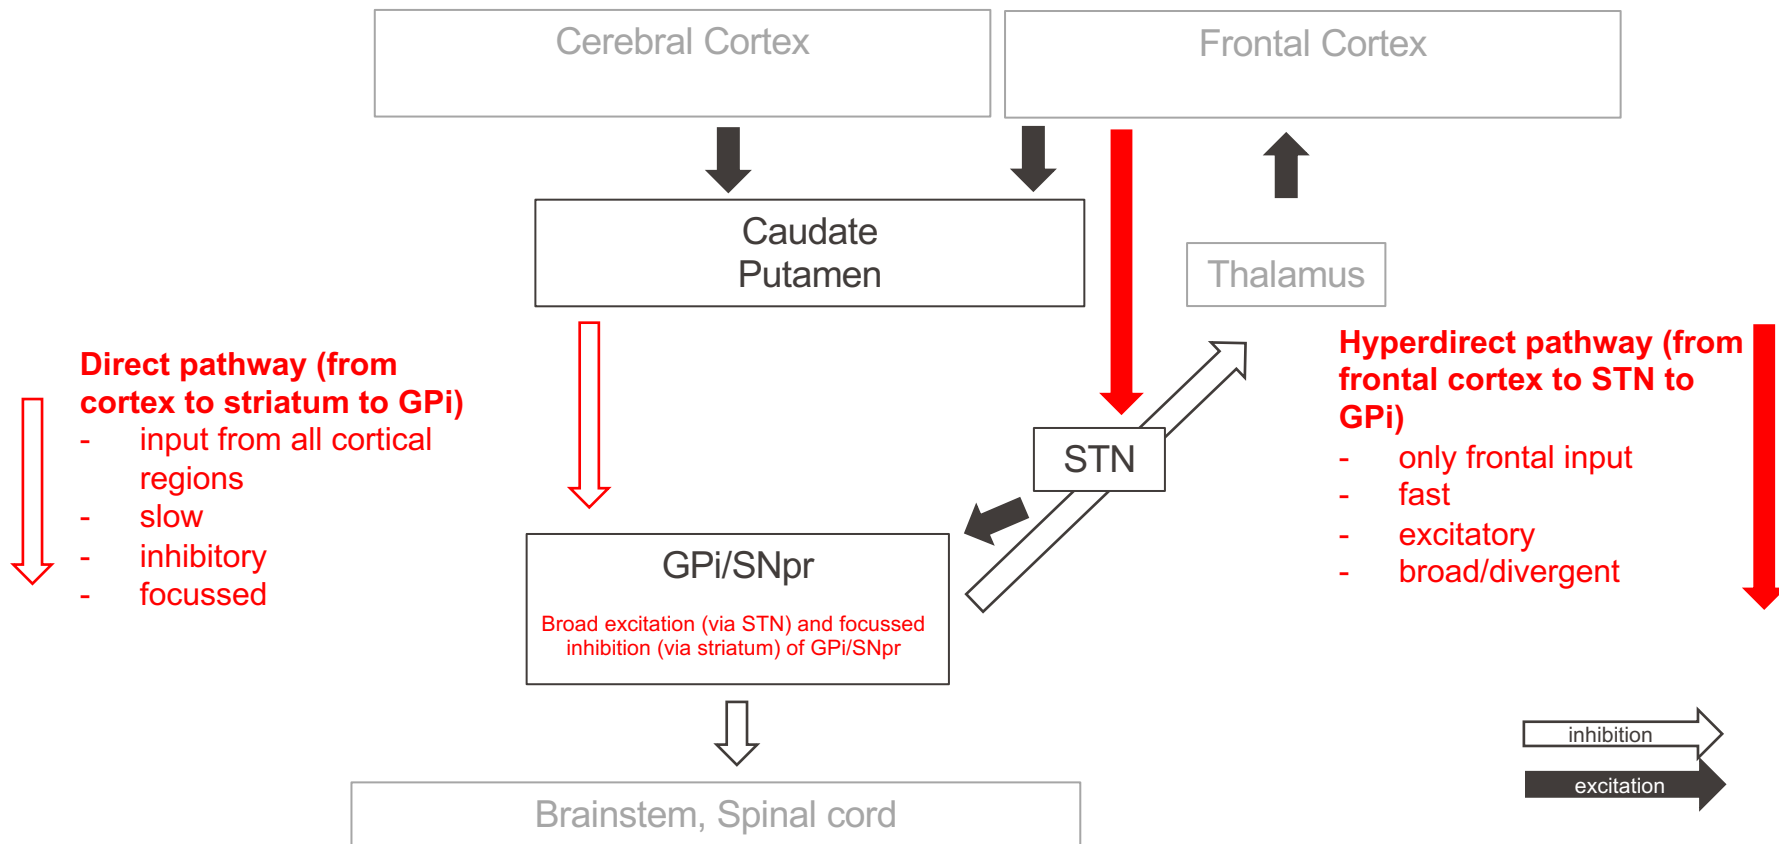 Cerebral Cortex
Frontal Cortex
Caudate
Putamen
Thalamus
Direct pathway (from
cortex to striatum to GPi)
- input from all cortical
regions
- slow
- inhibitory
- focussed
Hyperdirect pathway (from
frontal cortex to STN to
GPi)
- only frontal input
- fast
- excitatory
- broad/divergent
STN
GPi/SNpr
Broad excitation (via STN) and focussed
inhibition (via striatum) of GPi/SNpr
inhibition
excitation
Brainstem, Spinal cord